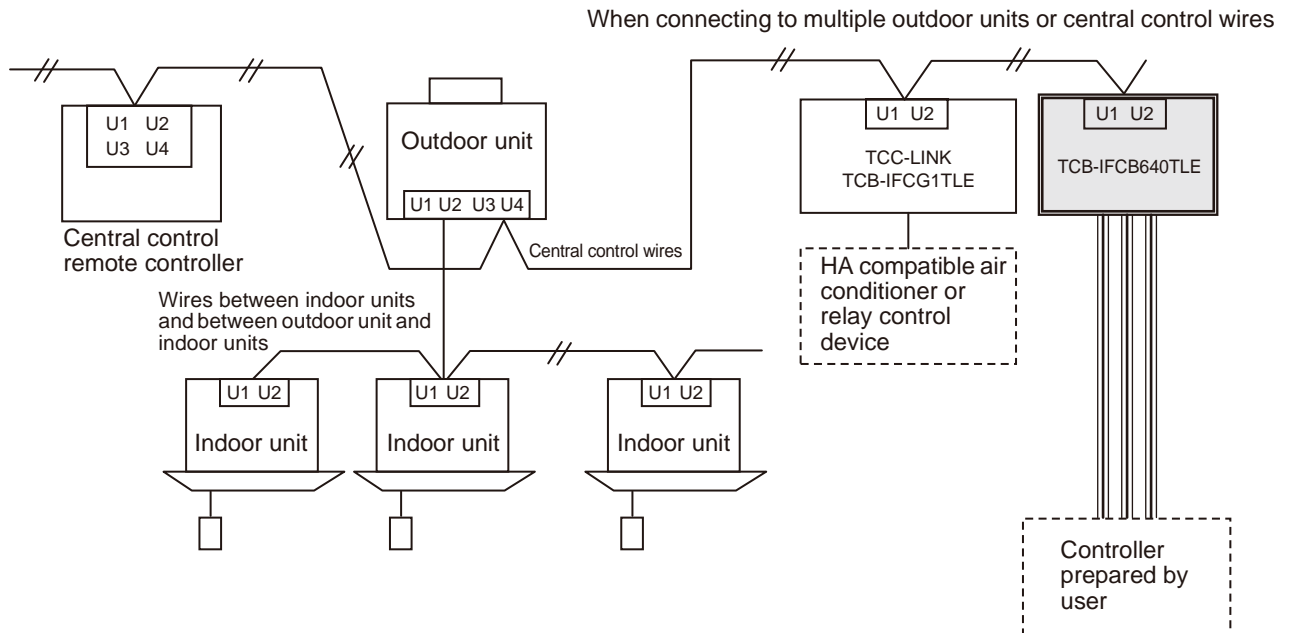 When connecting to multiple outdoor units or central control wires
U1 U2
U3 U4
Central control
remote controller
Outdoor unit
U1 U2 U3 U4
Central control wires
U1 U2
TCC-LINK
TCB-IFCG1TLE
HA compatible air
conditioner or
relay control
device
U1 U2
TCB-IFCB640TLE
Controller
prepared by
user
Wires between indoor units
and between outdoor unit and
indoor units
U1 U2
Indoor unit
U1 U2
Indoor unit
U1 U2
Indoor unit